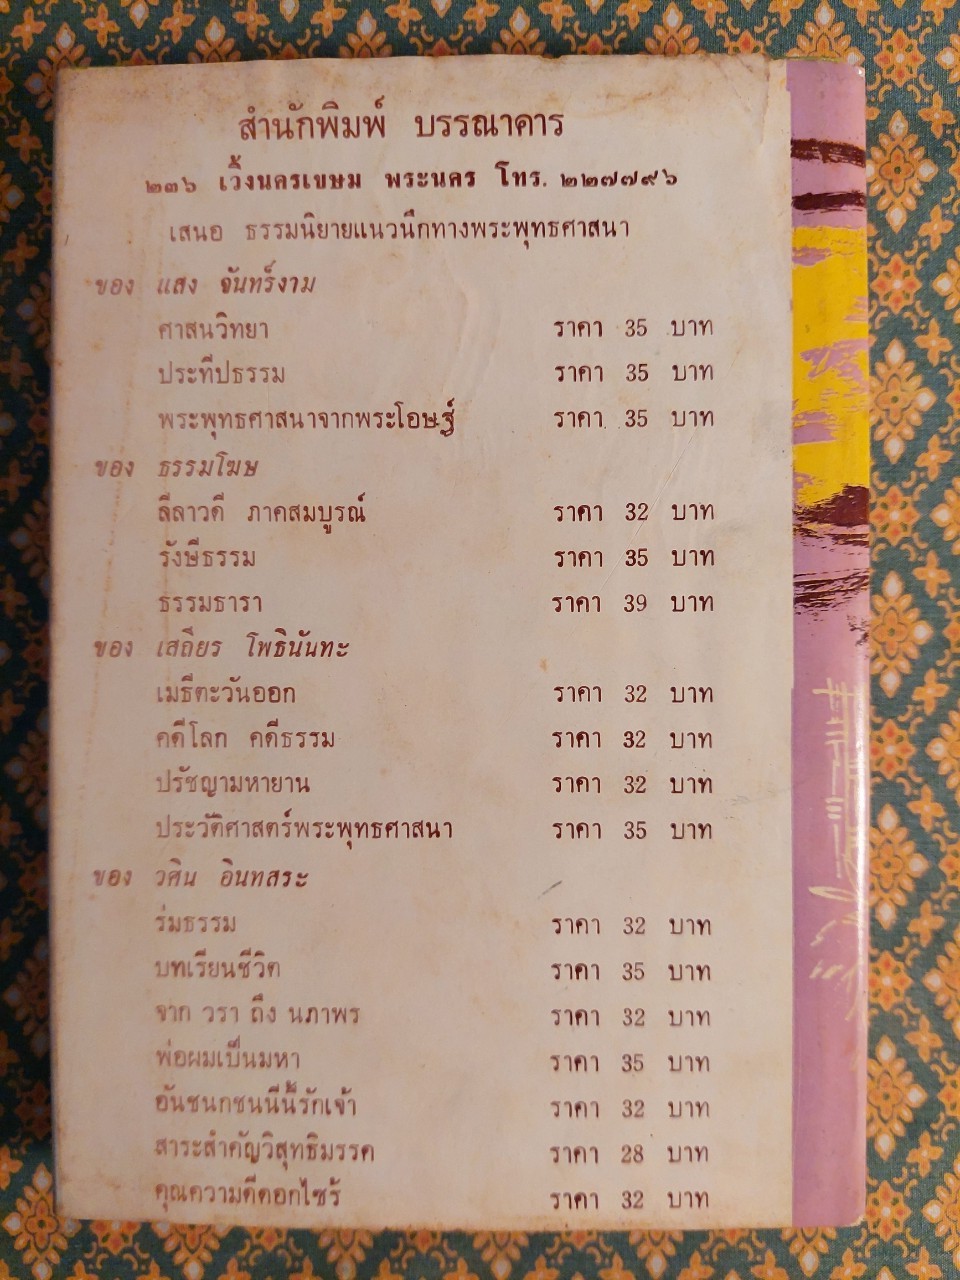 สำนักพิมพ์ บรรณาคาร
๒๓๖ เวิ้งนครเขษม พระนคร โทร. ๒๒๗๗๙๖
เสนอ ธรรมนิยายแนวนึกทางพระพุทธศาสนา
ของ แสง จันทร์งาม
ศาสนวิทยา ราคา 35 บาท
ประทีปธรรม ราคา 35 บาท
พระพุทธศาสนาจากพระโอษฐ์ ราคา 35 บาท
ของ ธรรมโฆษ
ลีลาวดี ภาคสมบูรณ์ ราคา 32 บาท
รังษีธรรม ราคา 35 บาท
ธรรมธารา ราคา 39 บาท
ของ เสถียร โพธินันทะ
เมธีตะวันออก ราคา 32 บาท
คดีโลก คดีธรรม ราคา 32 บาท
ปรัชญามหายาน ราคา 32 บาท
ประวัติศาสตร์พระพุทธศาสนา ราคา 35 บาท
ของ วศิน อินทสระ
ร่มธรรม ราคา 32 บาท
บทเรียนชีวิต ราคา 35 บาท
จาก วรา ถึง นภาพร ราคา 32 บาท
พ่อผมเป็นมหา ราคา 35 บาท
อันชนกชนนีนี้รักเจ้า ราคา 32 บาท
สาระสำคัญวิสุทธิมรรค ราคา 28 บาท
คุณความดีดอกไซร้ ราคา 32 บาท